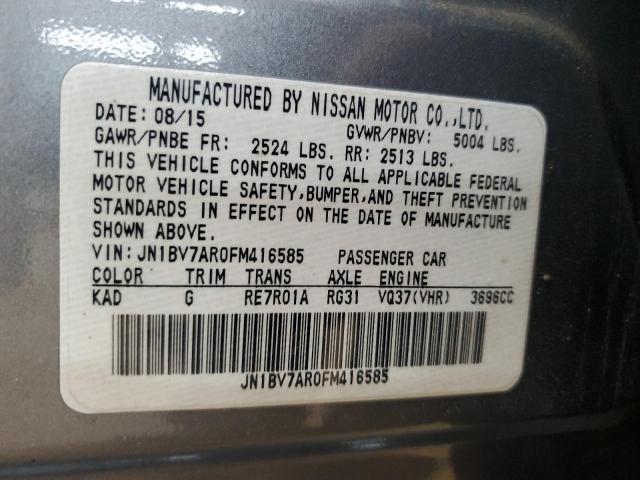 MANUFACTURED BY NISSAN MOTOR CO.,LTD.
DATE: 08/15 GVWR/PNBV: 5004 LBS.
GAWR/PNBE FR: 2524 LBS. RR: 2513 LBS.
THIS VEHICLE CONFORMS TO ALL APPLICABLE FEDERAL
MOTOR VEHICLE SAFETY,BUMPER,AND THEFT PREVENTION
STANDARDS IN EFFECT ON THE DATE OF MANUFACTURE
SHOWN ABOVE.
VIN: JN1BV7AR0FM416585 PASSENGER CAR
COLOR TRIM TRANS AXLE ENGINE
KAD G RE7R01A RG31 VQ37(VHR) 3696CC
JN1BV7AR0FM416585